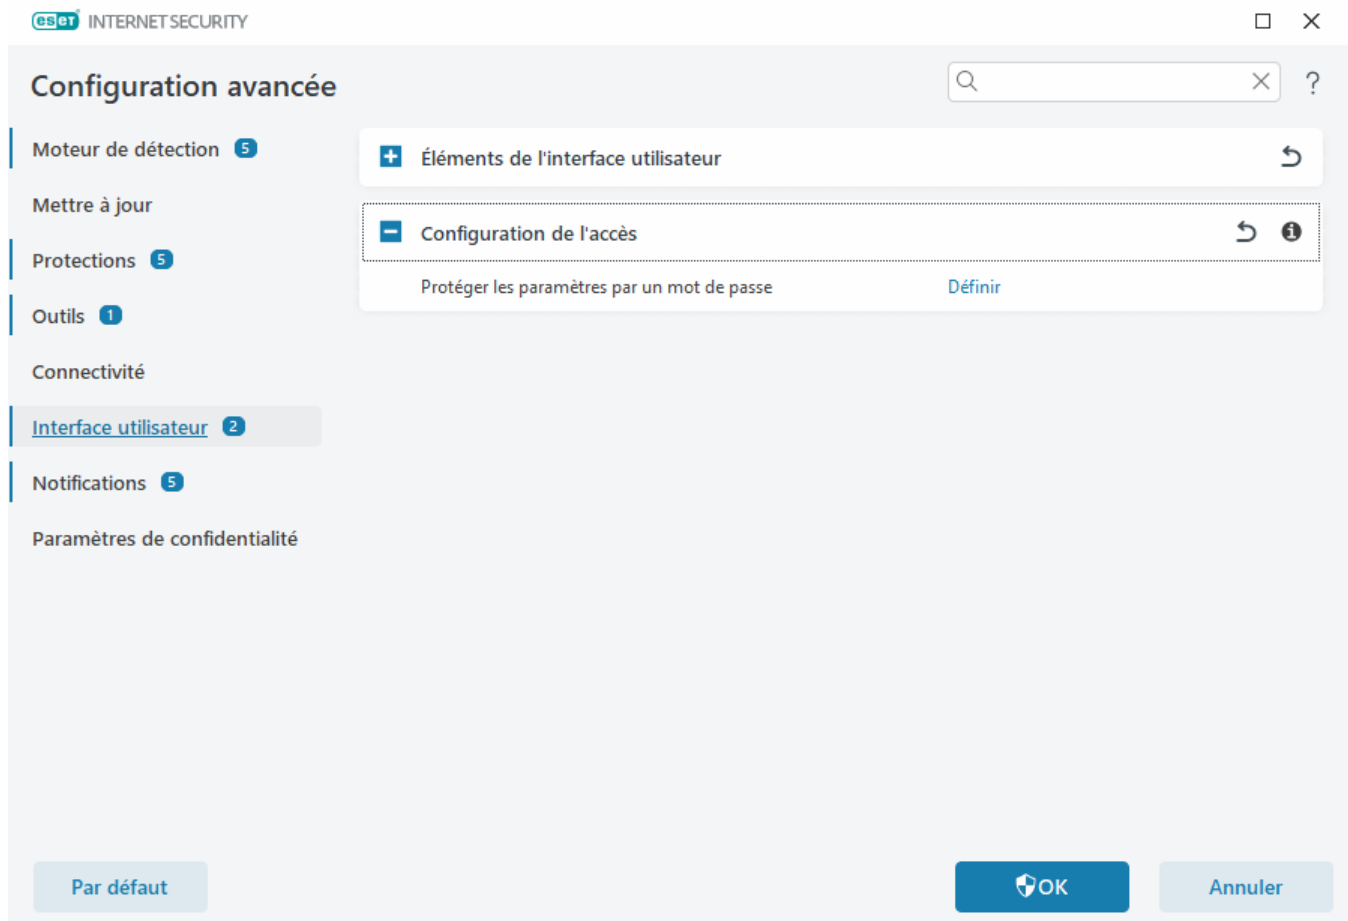 eset INTERNET SECURITY
Configuration avancée
?
Moteur de détection 5
Mettre à jour
Protections 5
Outils 1
Connectivité
Interface utilisateur 2
Notifications 5
Paramètres de confidentialité
Éléments de l'interface utilisateur
Configuration de l'accès
Protéger les paramètres par un mot de passe Définir
Par défaut
OK
Annuler